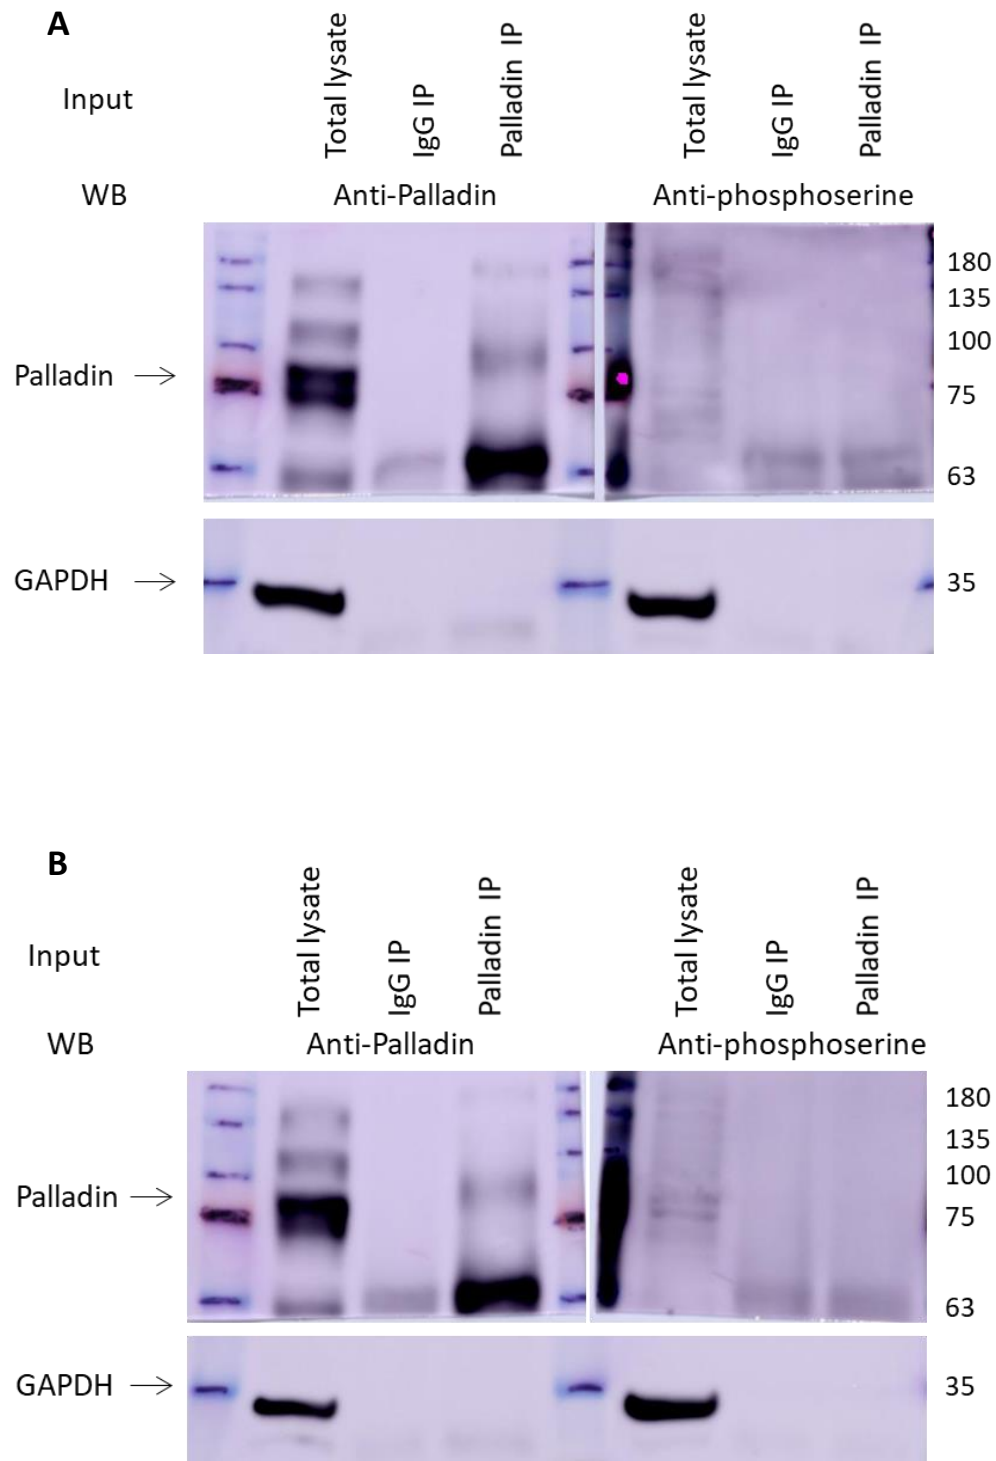 A
Input
Total lysate
IgG IP
Palladin IP
Total lysate
IgG IP
Palladin IP
WB
Anti-Palladin
Anti-phosphoserine
180
135
100
Palladin
75
63
GAPDH
35
B
Input
Total lysate
IgG IP
Palladin IP
Total lysate
IgG IP
Palladin IP
WB
Anti-Palladin
Anti-phosphoserine
180
135
100
Palladin
75
63
GAPDH
35